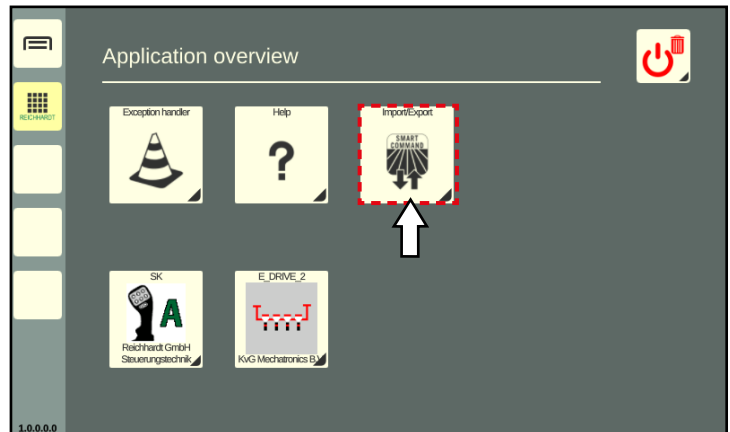 Application overview
REICHHARDT
Exception handler
Help
Import/Export
SMART
COMMAND
SK
A
Reichhardt GmbH
Steuerungstechnik
E_DRIVE_2
KvG Mechatronics B.V.
1.0.0.0.0